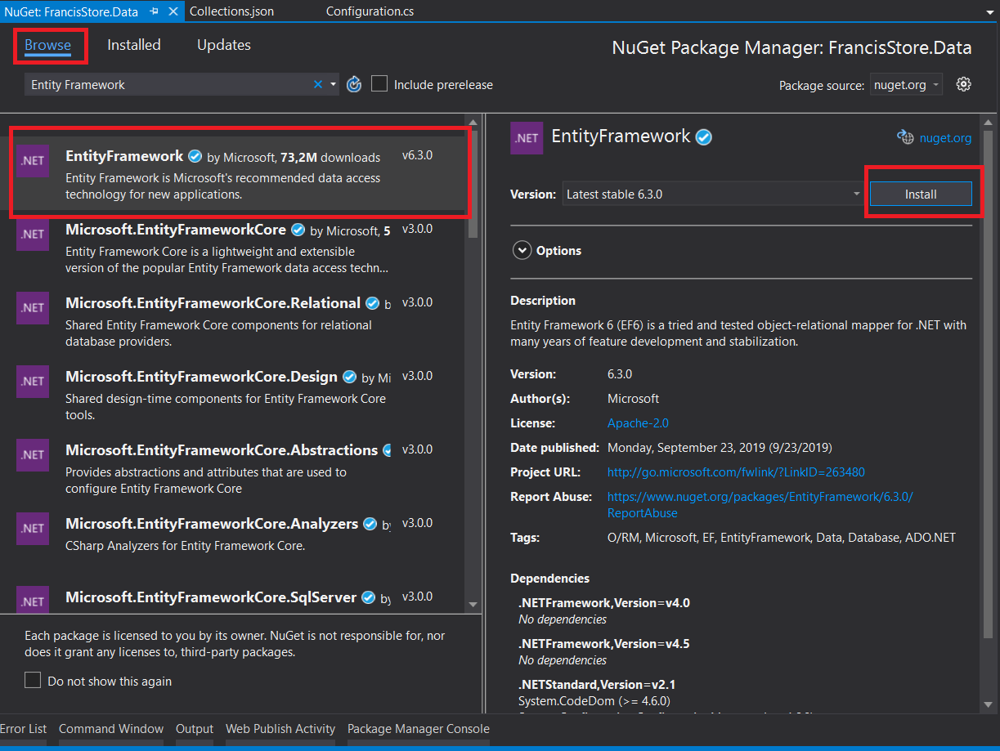 NuGet: FrancisStore.Data
Collections.json
Configuration.cs
Browse
Installed
Updates
NuGet Package Manager: FrancisStore.Data
Entity Framework
Include prerelease
Package source: nuget.org
.NET
EntityFramework by Microsoft, 73,2M downloads
v6.3.0
Entity Framework is Microsoft's recommended data access
technology for new applications.
.NET
Microsoft.EntityFrameworkCore by Microsoft, 5
v3.0.0
Entity Framework Core is a lightweight and extensible
version of the popular Entity Framework data access techn...
.NET
Microsoft.EntityFrameworkCore.Relational b
v3.0.0
Shared Entity Framework Core components for relational
database providers.
.NET
Microsoft.EntityFrameworkCore.Design by Mi
v3.0.0
Shared design-time components for Entity Framework Core
tools.
.NET
Microsoft.EntityFrameworkCore.Abstractions
v3.0.0
Provides abstractions and attributes that are used to
configure Entity Framework Core
.NET
Microsoft.EntityFrameworkCore.Analyzers by
v3.0.0
CSharp Analyzers for Entity Framework Core.
.NET
Microsoft.EntityFrameworkCore.SqlServer by
v3.0.0
Each package is licensed to you by its owner. NuGet is not responsible for, nor
does it grant any licenses to, third-party packages.
Do not show this again
.NET
EntityFramework
nuget.org
Version: Latest stable 6.3.0
Install
Options
Description
Entity Framework 6 (EF6) is a tried and tested object-relational mapper for .NET with
many years of feature development and stabilization.
Version: 6.3.0
Author(s): Microsoft
License: Apache-2.0
Date published: Monday, September 23, 2019 (9/23/2019)
Project URL: http://go.microsoft.com/fwlink/?LinkID=263480
Report Abuse: https://www.nuget.org/packages/EntityFramework/6.3.0/
ReportAbuse
Tags: O/RM, Microsoft, EF, EntityFramework, Data, Database, ADO.NET
Dependencies
.NETFramework,Version=v4.0
No dependencies
.NETFramework,Version=v4.5
No dependencies
.NETStandard,Version=v2.1
System.CodeDom (>= 4.6.0)
Error List
Command Window
Output
Web Publish Activity
Package Manager Console